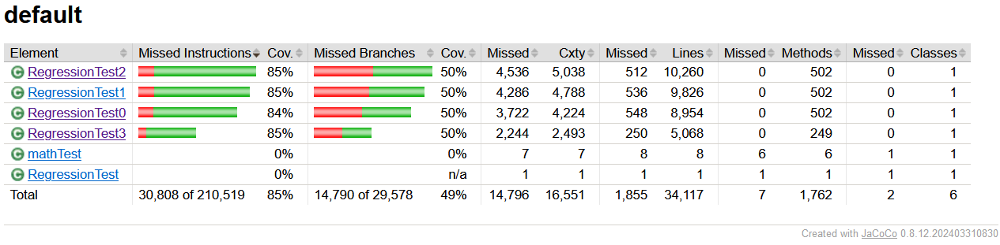 default
Element Missed Instructions Cov. Missed Branches Cov. Missed Cxty Missed Lines Missed Methods Missed Classes
C RegressionTest2 85% 50% 4,536 5,038 512 10,260 0 502 0 1
C RegressionTest1 85% 50% 4,286 4,788 536 9,826 0 502 0 1
C RegressionTest0 84% 50% 3,722 4,224 548 8,954 0 502 0 1
C RegressionTest3 85% 50% 2,244 2,493 250 5,068 0 249 0 1
C mathTest 0% 0% 7 7 8 8 6 6 1 1
C RegressionTest 0% n/a 1 1 1 1 1 1 1 1
Total 30,808 of 210,519 85% 14,790 of 29,578 49% 14,796 16,551 1,855 34,117 7 1,762 2 6
Created with JaCoCo 0.8.12.202403310830